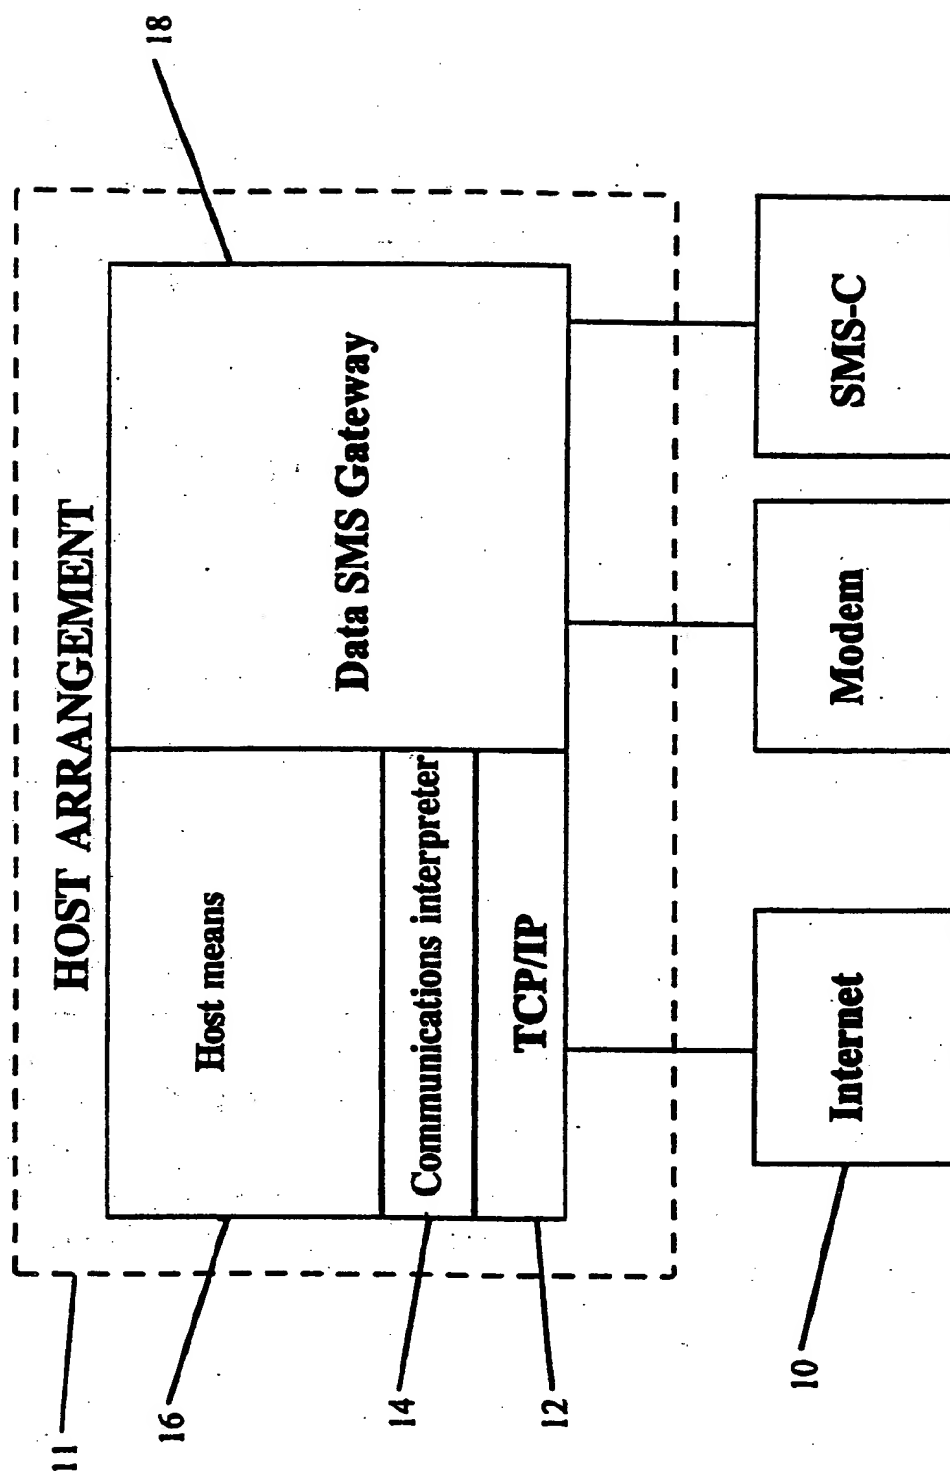 HOST ARRANGEMENT
11
16
Host means
Data SMS Gateway
18
14
Communications interpreter
12
TCP/IP
10
Internet
Modem
SMS-C